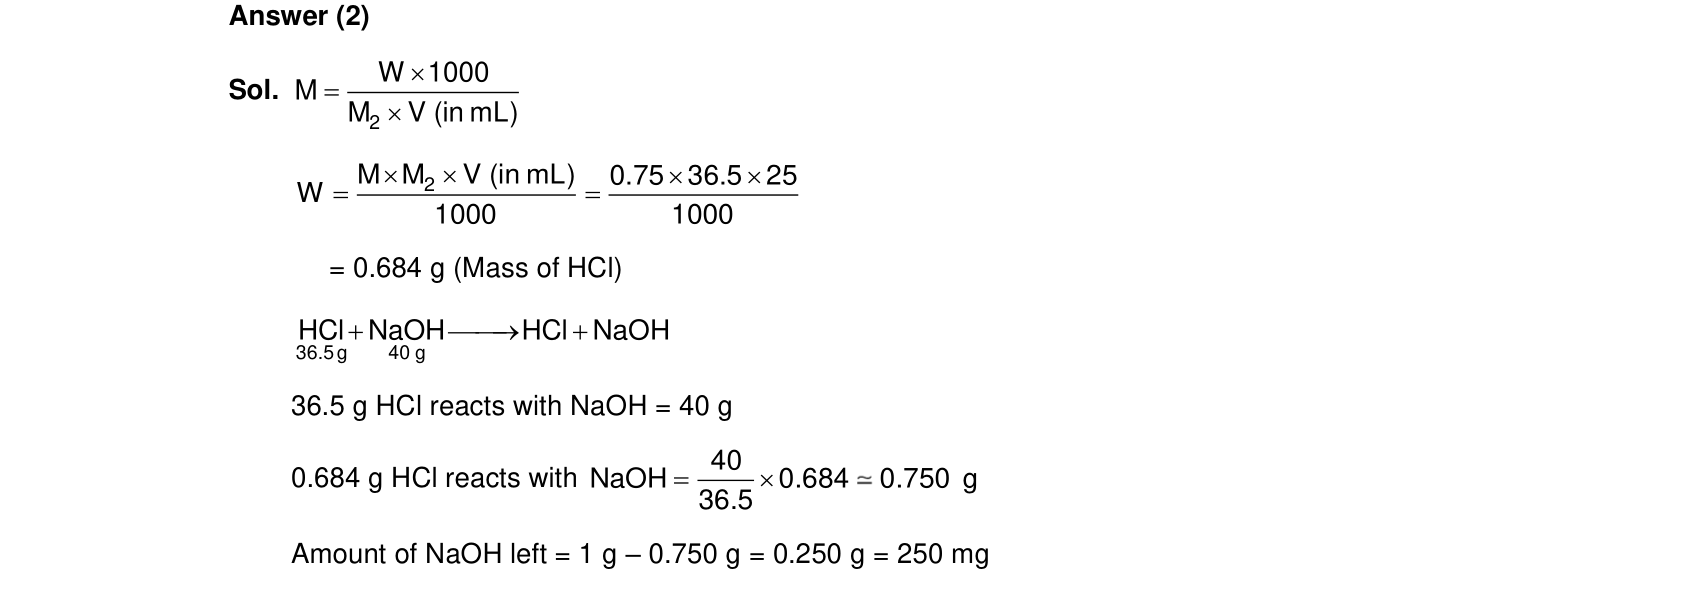 Answer (2)
Sol. M = W × 1000 / M₂ × V (in mL)
W = M × M₂ × V (in mL) / 1000 = 0.75 × 36.5 × 25 / 1000
= 0.684 g (Mass of HCl)
HCl + NaOH ⟶ HCl + NaOH
36.5 g 40 g
36.5 g HCl reacts with NaOH = 40 g
0.684 g HCl reacts with NaOH = 40 / 36.5 × 0.684 ≃ 0.750 g
Amount of NaOH left = 1 g – 0.750 g = 0.250 g = 250 mg